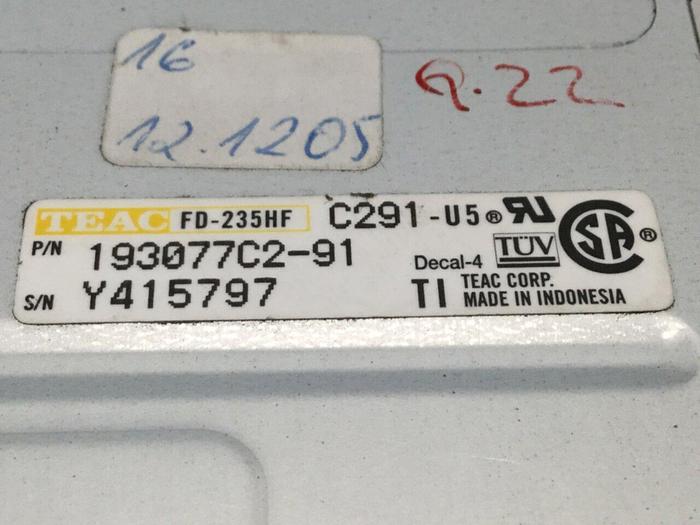 16
12.1205
Q.22
TEAC FD-235HF C291-U5®
P/N 193077C2-91
S/N Y415797
Decal-4 TÜV
TI TEAC CORP.
MADE IN INDONESIA
SA ®